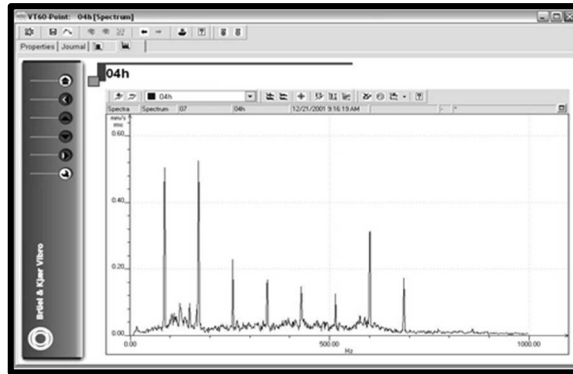 VT60-Point: 04h [Spectrum]
Properties Journal
04h
04h
Spectra Spectrum 07 04h 12/21/2001 9:16:19 AM
mm/s
rms
0.60
0.40
0.20
0.00
0.00 500.00 1000.00
Hz
Brüel & Kjær Vibro